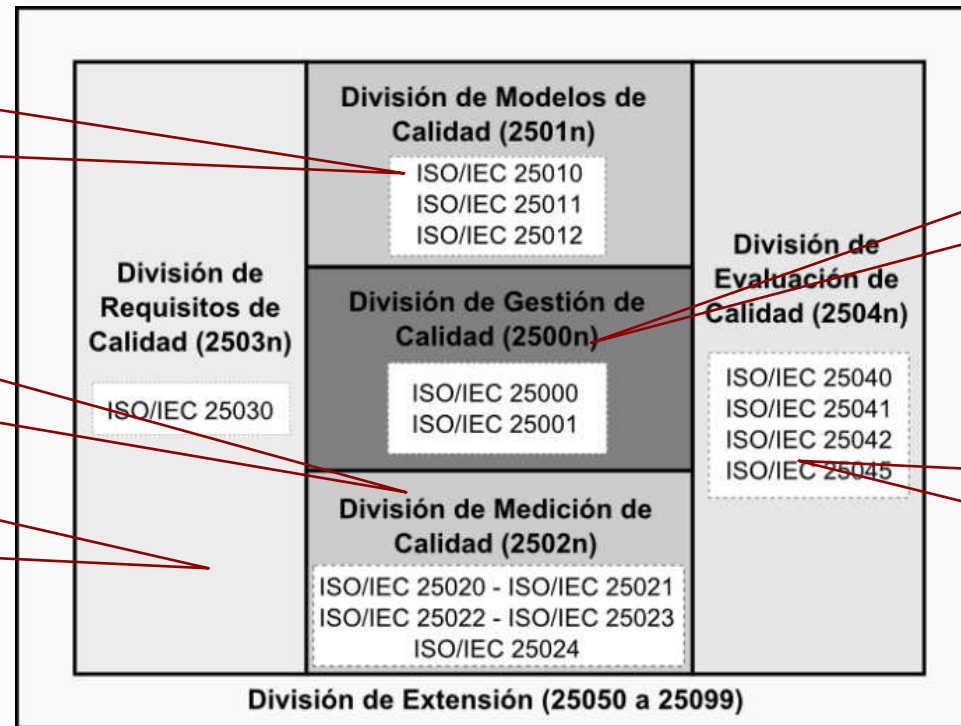 División de Modelos de
Calidad (2501n)
ISO/IEC 25010
ISO/IEC 25011
ISO/IEC 25012
División de
Requisitos de
Calidad (2503n)
ISO/IEC 25030
División de Gestión de
Calidad (2500n)
ISO/IEC 25000
ISO/IEC 25001
División de
Evaluación de
Calidad (2504n)
ISO/IEC 25040
ISO/IEC 25041
ISO/IEC 25042
ISO/IEC 25045
División de Medición de
Calidad (2502n)
ISO/IEC 25020 - ISO/IEC 25021
ISO/IEC 25022 - ISO/IEC 25023
ISO/IEC 25024
División de Extensión (25050 a 25099)